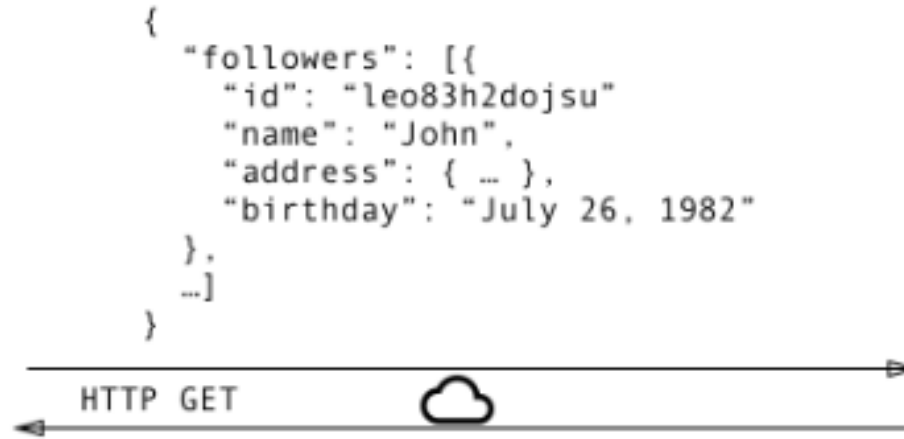 {
“followers": [{
“id": “leo83h2dojsu"
“name": “John",
“address": { … },
“birthday": “July 26, 1982"
},
…]
}
HTTP GET